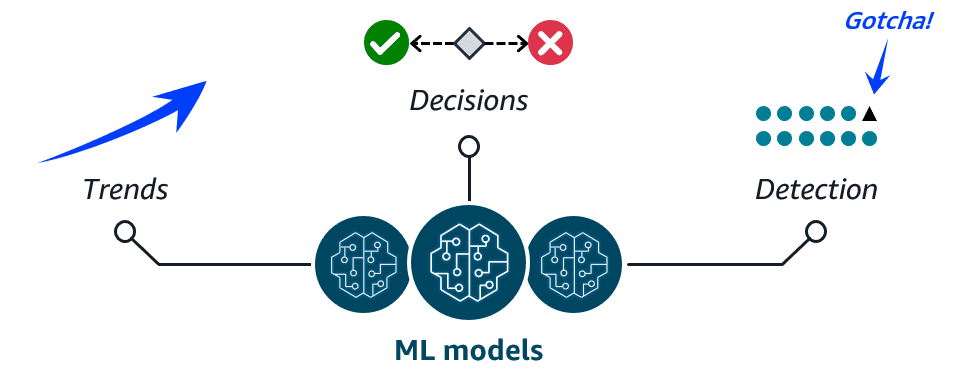 Gotcha!
Decisions
Trends
Detection
ML models